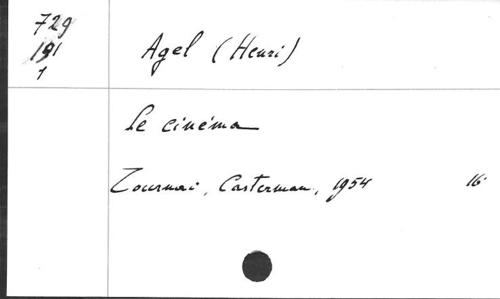 729
191
1
Agel (Henri)
Le cinéma
Tournai, Casterman, 1954 16°